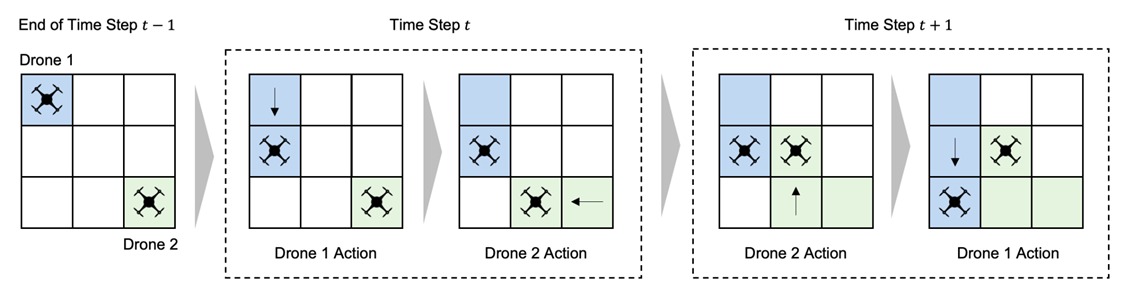 End of Time Step t − 1
Time Step t
Time Step t + 1
Drone 1
Drone 2
Drone 1 Action
Drone 2 Action
Drone 2 Action
Drone 1 Action